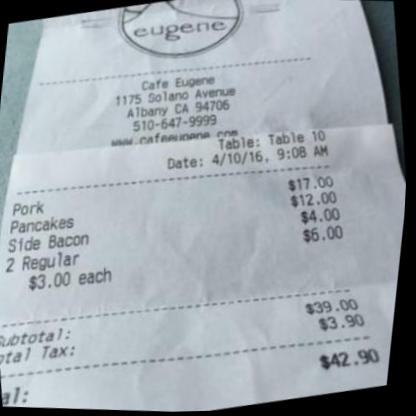 eugene
Cafe Eugene
1175 Solano Avenue
Albany CA 94706
510-647-9999
www.cafeeugene.com
Table: Table 10
Date: 4/10/16, 9:08 AM
Pork $17.00
Pancakes $12.00
Side Bacon $4.00
2 Regular $6.00
$3.00 each
Subtotal: $39.00
Total Tax: $3.90
al: $42.90